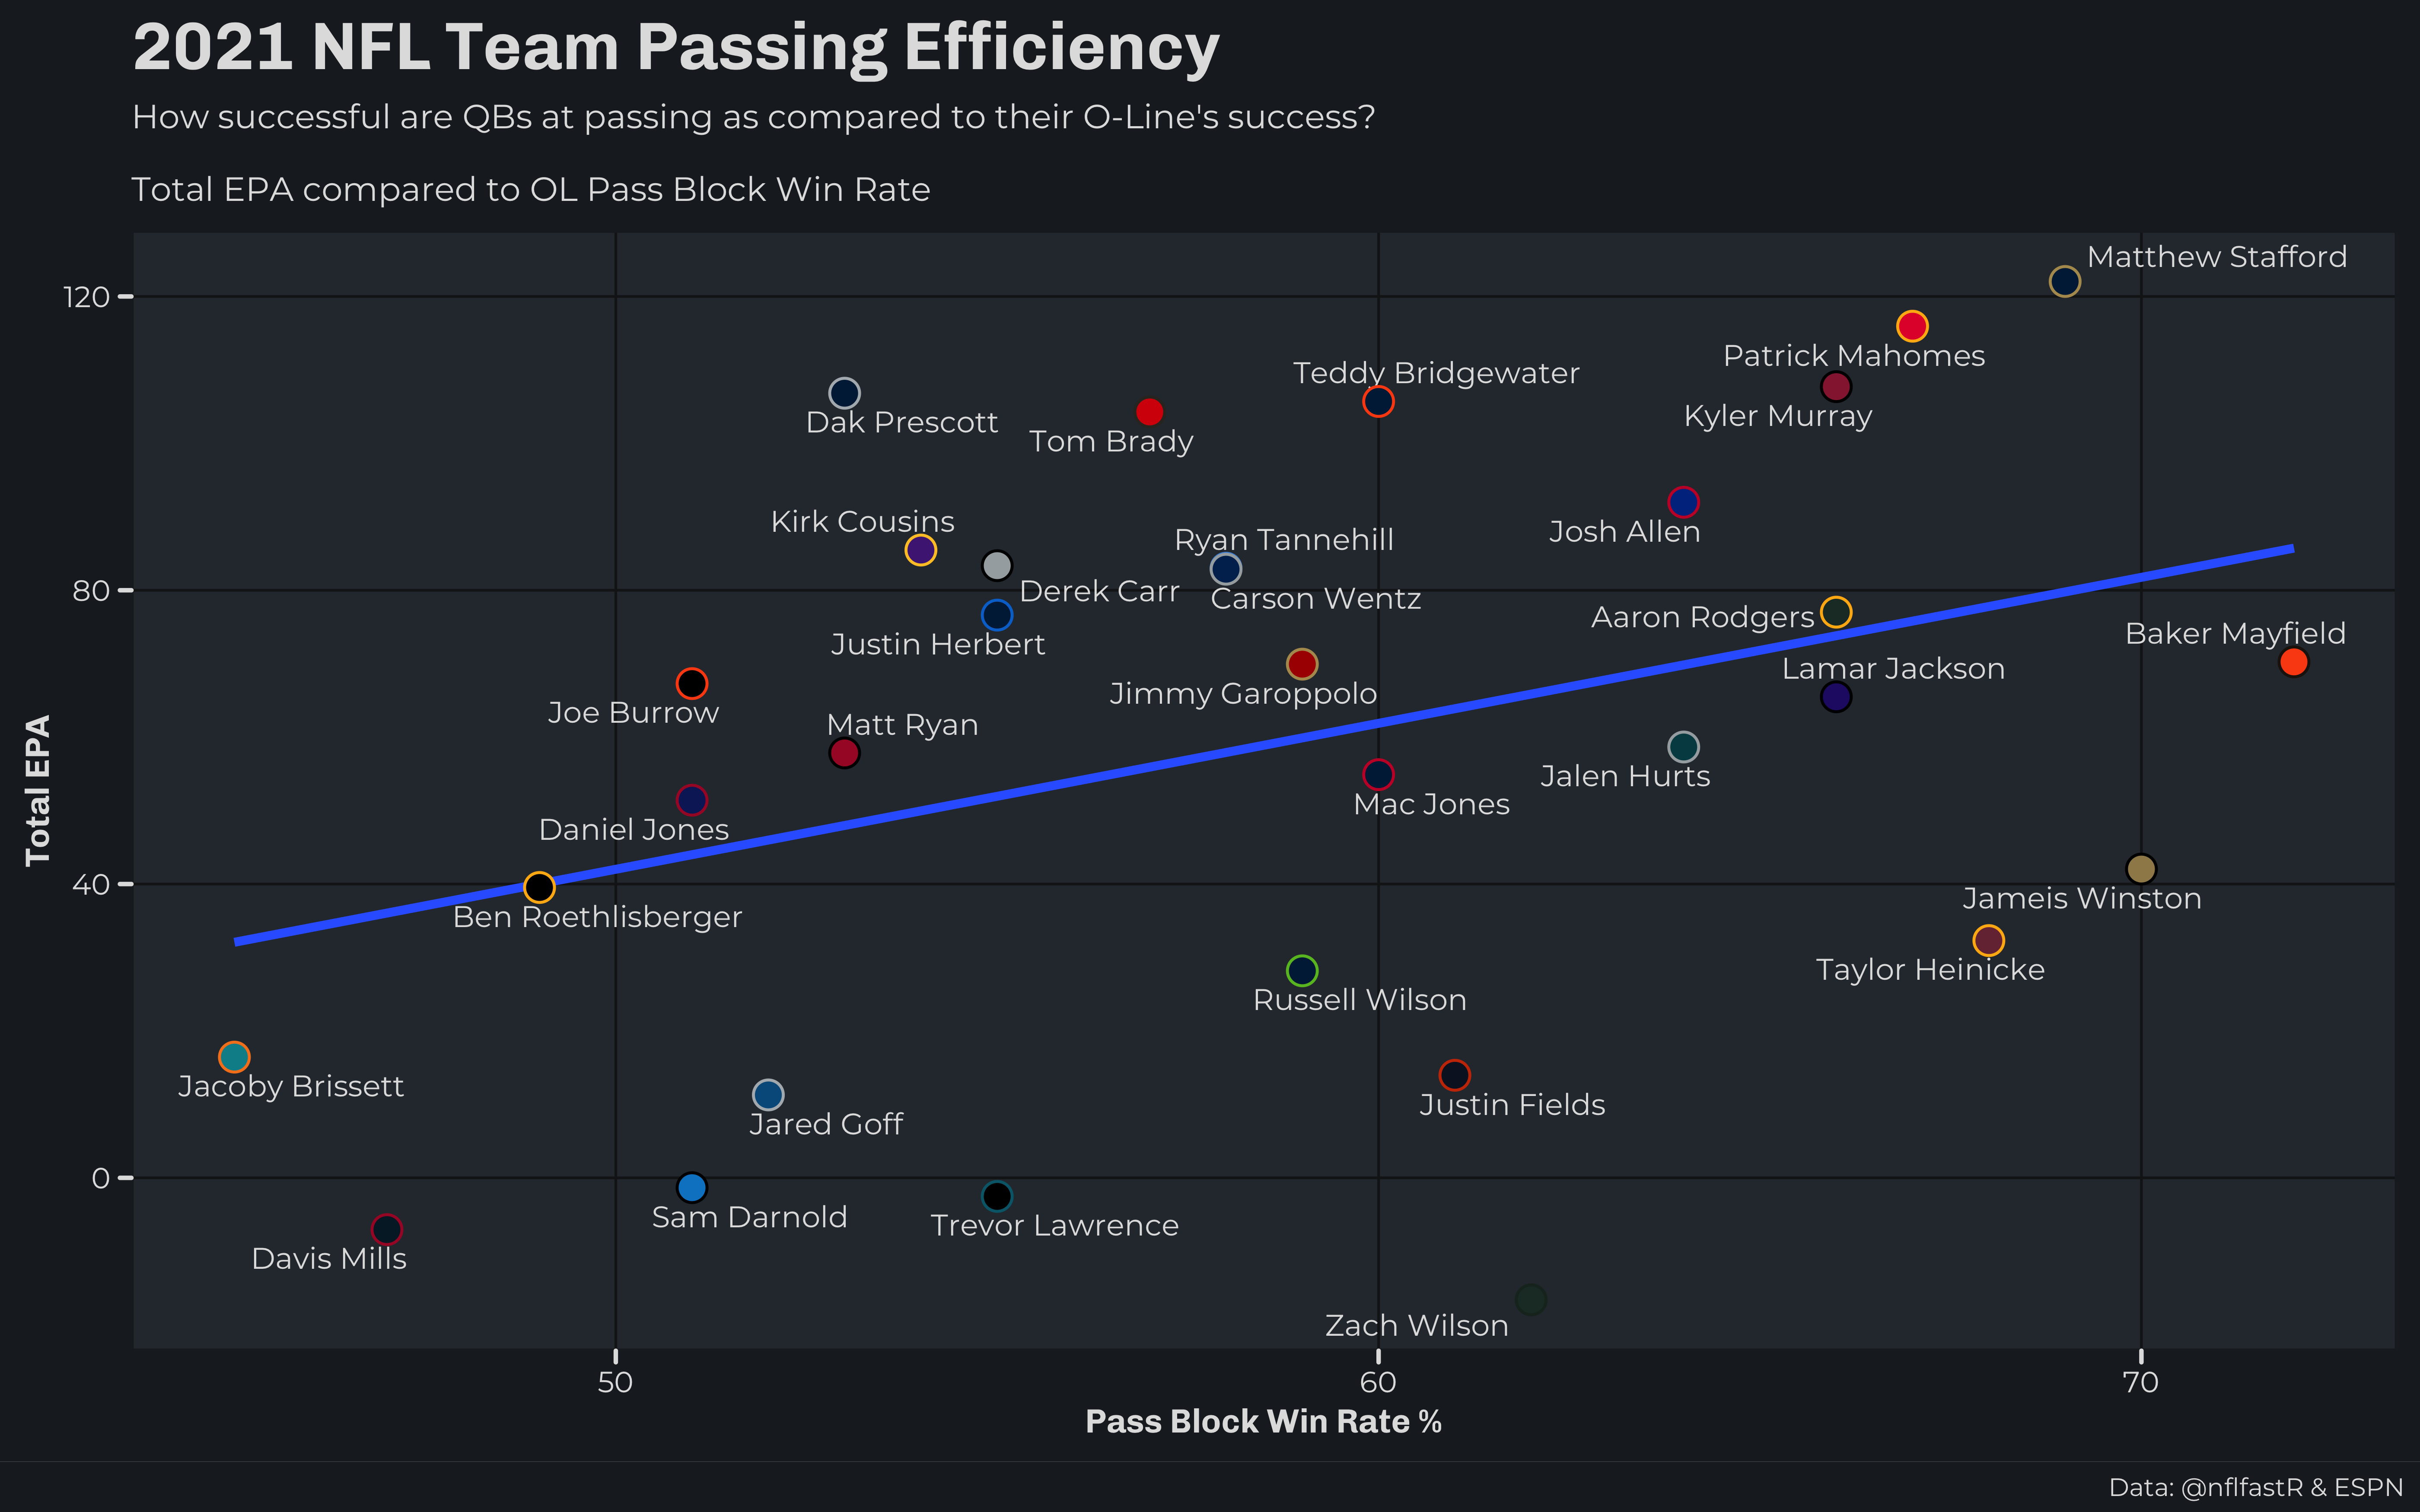 2021 NFL Team Passing Efficiency
How successful are QBs at passing as compared to their O-Line's success?
Total EPA compared to OL Pass Block Win Rate
Matthew Stafford
120
Patrick Mahomes
Teddy Bridgewater
Kyler Murray
Dak Prescott
Tom Brady
Kirk Cousins
Josh Allen
Ryan Tannehill
80
Derek Carr
Carson Wentz
Aaron Rodgers
Baker Mayfield
Justin Herbert
Lamar Jackson
Jimmy Garoppolo
Joe Burrow
Matt Ryan
Jalen Hurts
Total EPA
Mac Jones
Daniel Jones
40
Jameis Winston
Ben Roethlisberger
Taylor Heinicke
Russell Wilson
Jacoby Brissett
Justin Fields
Jared Goff
0
Sam Darnold
Trevor Lawrence
Davis Mills
Zach Wilson
50
60
70
Pass Block Win Rate %
Data: @nflfastR & ESPN